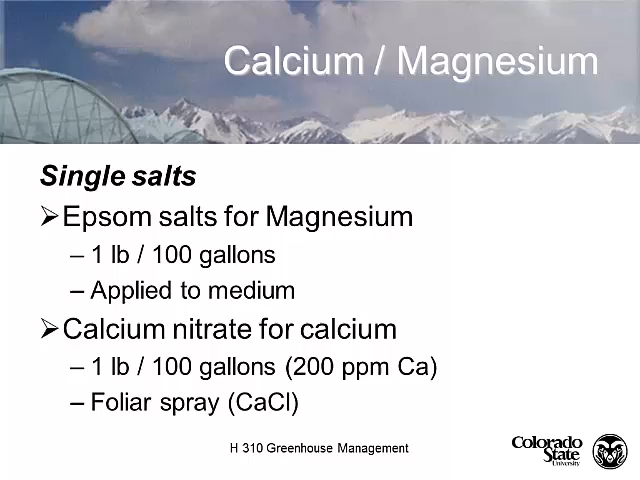 Calcium / Magnesium
Single salts
➢Epsom salts for Magnesium
– 1 lb / 100 gallons
– Applied to medium
➢Calcium nitrate for calcium
– 1 lb / 100 gallons (200 ppm Ca)
– Foliar spray (CaCl)
H 310 Greenhouse Management
Colorado
State
University